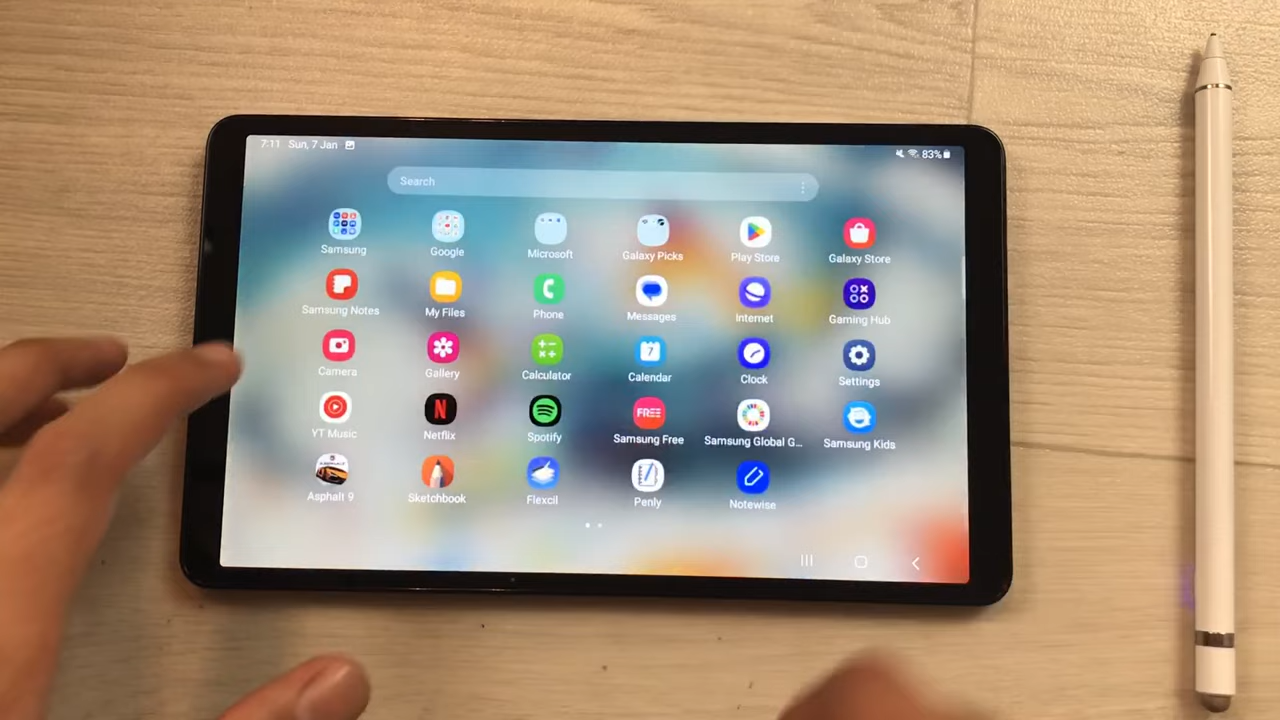 7:11 Sun, 7 Jan 83%
Search
Samsung Google Microsoft Galaxy Picks Play Store Galaxy Store
Samsung Notes My Files Phone Messages Internet Gaming Hub
7
Camera Gallery Calculator Calendar Clock Settings
N FREE
YT Music Netflix Spotify Samsung Free Samsung Global G... Samsung Kids
Asphalt 9 Sketchbook Flexcil Penly Notewise